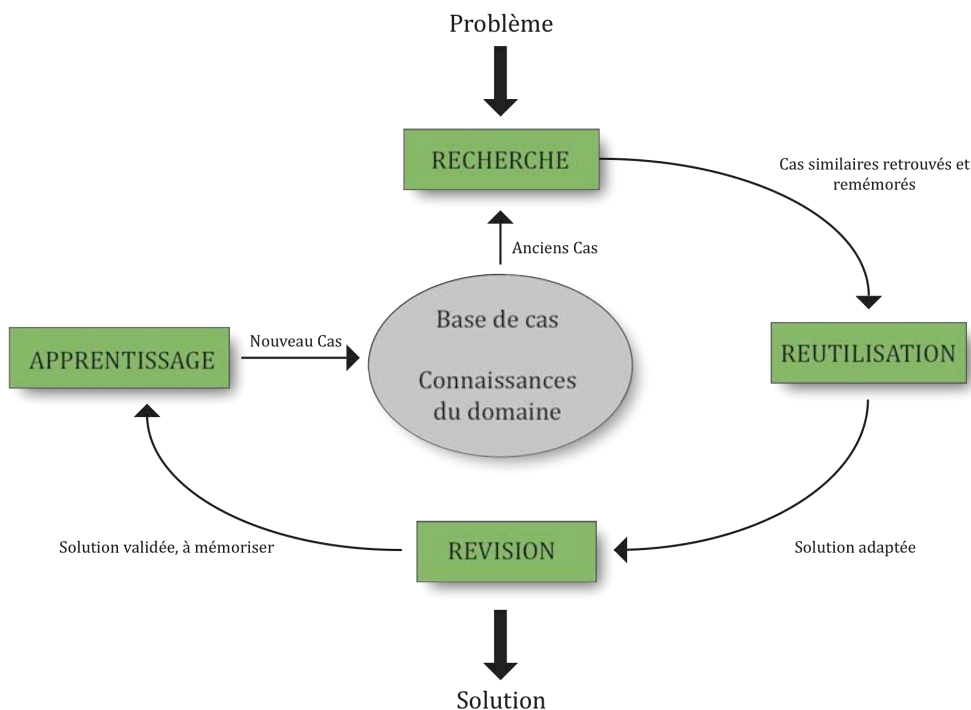 Problème
RECHERCHE
Cas similaires retrouvés et
remémorés
Anciens Cas
Base de cas
Connaissances
du domaine
APPRENTISSAGE
Nouveau Cas
REUTILISATION
Solution validée, à mémoriser
REVISION
Solution adaptée
Solution